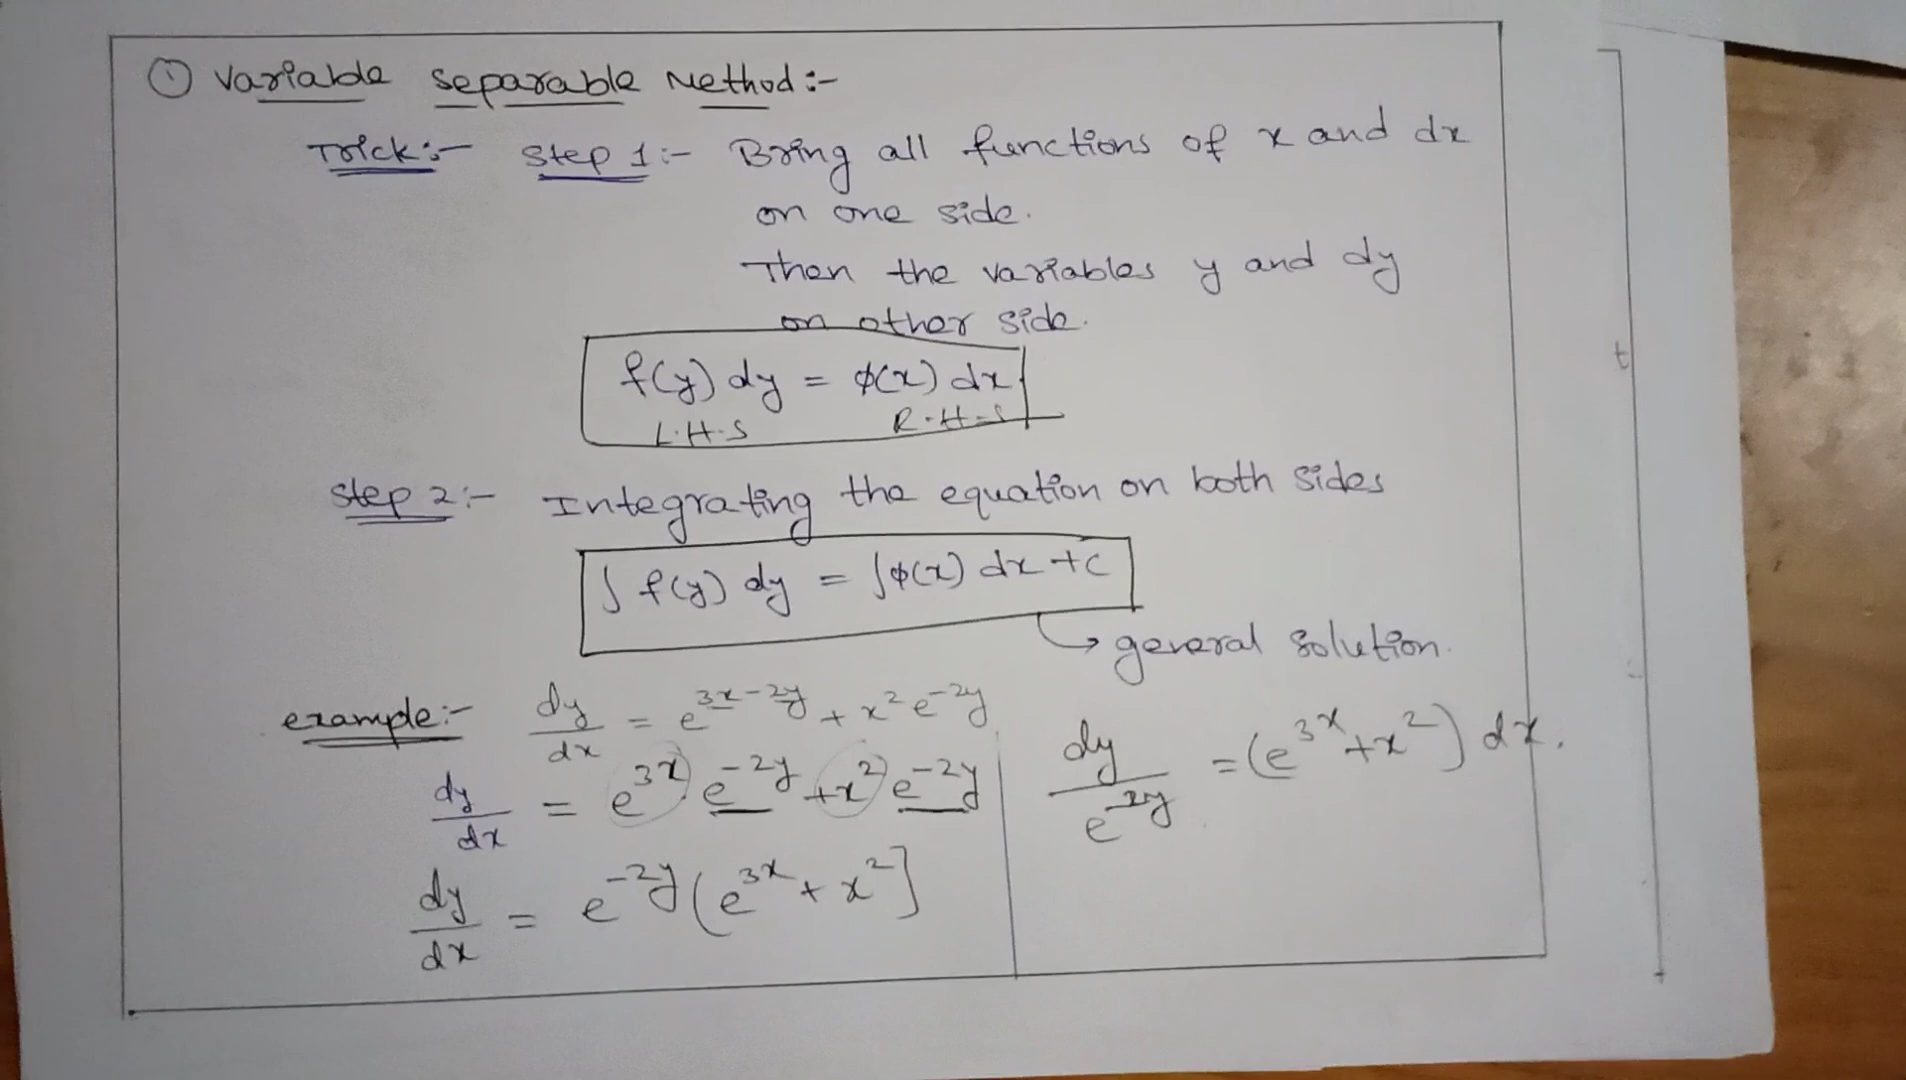 ① Variable separable Method :-
Trick :- Step 1 :- Bring all functions of x and dx
on one side.
Then the variables y and dy
on other side.
f(y) dy = φ(x) dx
L.H.S R.H.S
Step 2 :- Integrating the equation on both sides
∫ f(y) dy = ∫ φ(x) dx + c
→ general solution.
example :- dy/dx = e^{3x-2y} + x² e^{-2y}
dy/dx = e^{3x} e^{-2y} + x² e^{-2y}
dy/dx = e^{-2y} (e^{3x} + x²]
dy/e^{-2y} = (e^{3x} + x²) dx.
t